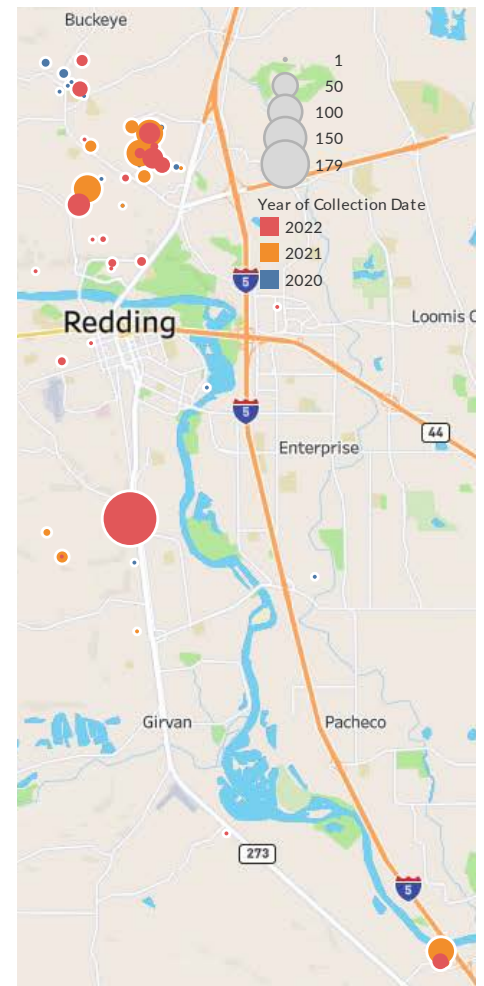 Buckeye
1
50
100
150
179
Year of Collection Date
2022
2021
2020
5
Redding
Loomis C
5
44
Enterprise
Girvan
Pacheco
273
5